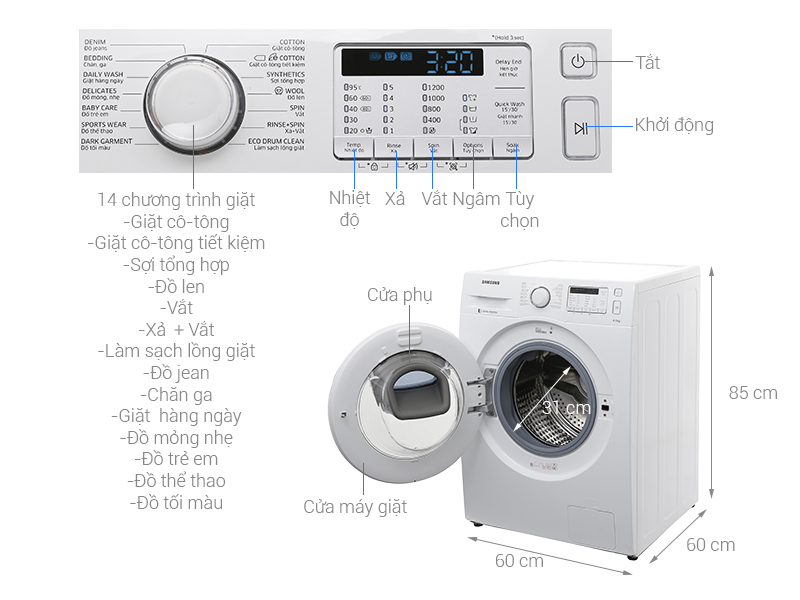 *(Hold 3 sec)
DENIM
Đồ jeans
BEDDING
Chăn, ga
DAILY WASH
Giặt hàng ngày
DELICATES
Đồ mỏng, nhẹ
BABY CARE
Đồ trẻ em
SPORTS WEAR
Đồ thể thao
DARK GARMENT
Đồ tối màu
COTTON
Giặt cô-tông
COTTON
Giặt cô-tông tiết kiệm
SYNTHETICS
Sợi tổng hợp
WOOL
Đồ len
SPIN
Vắt
RINSE+SPIN
Xả+Vắt
ECO DRUM CLEAN
Làm sạch lồng giặt
3:20
Delay End
Hẹn giờ
kết thúc
95°C 5 1200
60 4 1000
40 3 800
30 2 400
20 1
Quick Wash
15'/30'
Giặt nhanh
15'/30'
Temp.
Nhiệt độ
Rinse
Xả
Spin
Vắt
Options
Tùy chọn
Soak
Ngâm
Tắt
Khởi động
Nhiệt độ
Xả
Vắt
Ngâm
Tùy chọn
14 chương trình giặt
-Giặt cô-tông
-Giặt cô-tông tiết kiệm
-Sợi tổng hợp
-Đồ len
-Vắt
-Xả + Vắt
-Làm sạch lồng giặt
-Đồ jean
-Chăn ga
-Giặt hàng ngày
-Đồ mỏng nhẹ
-Đồ trẻ em
-Đồ thể thao
-Đồ tối màu
Cửa phụ
Cửa máy giặt
SAMSUNG
31 cm
85 cm
60 cm
60 cm